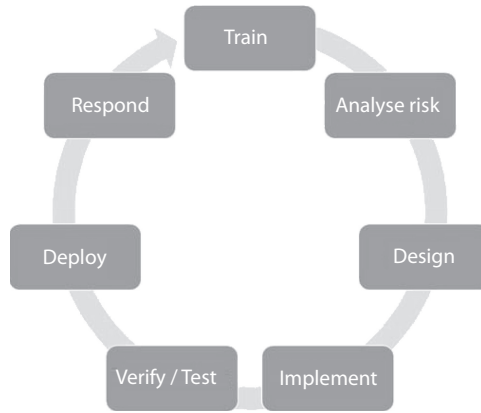 Train
Analyse risk
Design
Implement
Verify / Test
Deploy
Respond